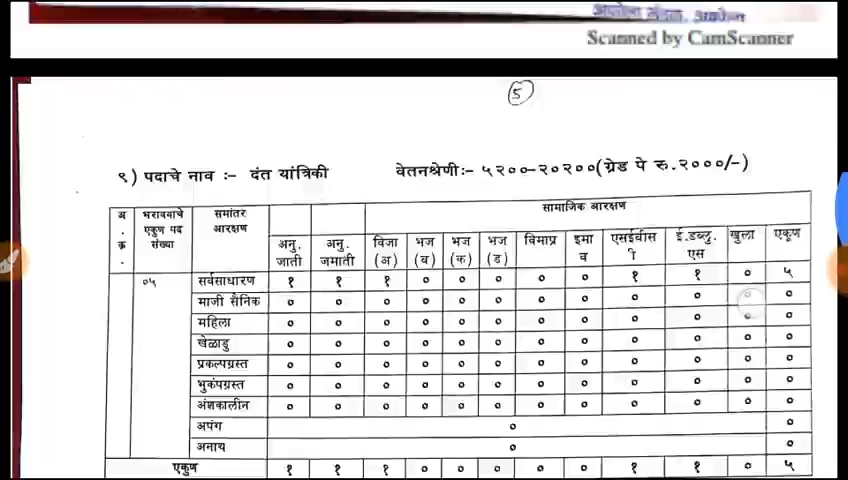 अकोला मंडळ, अकोला
Scanned by CamScanner
5
९) पदाचे नाव :- दंत यांत्रिकी वेतनश्रेणी:- ५२००-२०२००(ग्रेड पे रु.२०००/-)
अ.क्र. भरावयाचे एकुण पद संख्या समांतर आरक्षण सामाजिक आरक्षण
अनु. जाती अनु. जमाती विजा (अ) भज (ब) भज (क) भज (ड) विमाप्र इमाव एसईबीसी ई.डब्लु.एस खुला एकूण
०५ सर्वसाधारण १ १ १ ० ० ० ० ० १ १ ० ५
माजी सैनिक ० ० ० ० ० ० ० ० ० ० ० ०
महिला ० ० ० ० ० ० ० ० ० ० ० ०
खेळाडु ० ० ० ० ० ० ० ० ० ० ० ०
प्रकल्पग्रस्त ० ० ० ० ० ० ० ० ० ० ० ०
भुकंपग्रस्त ० ० ० ० ० ० ० ० ० ० ० ०
अंशकालीन ० ० ० ० ० ० ० ० ० ० ० ०
अपंग ० ०
अनाथ ० ०
एकुण १ १ १ ० ० ० ० ० १ १ ० ५